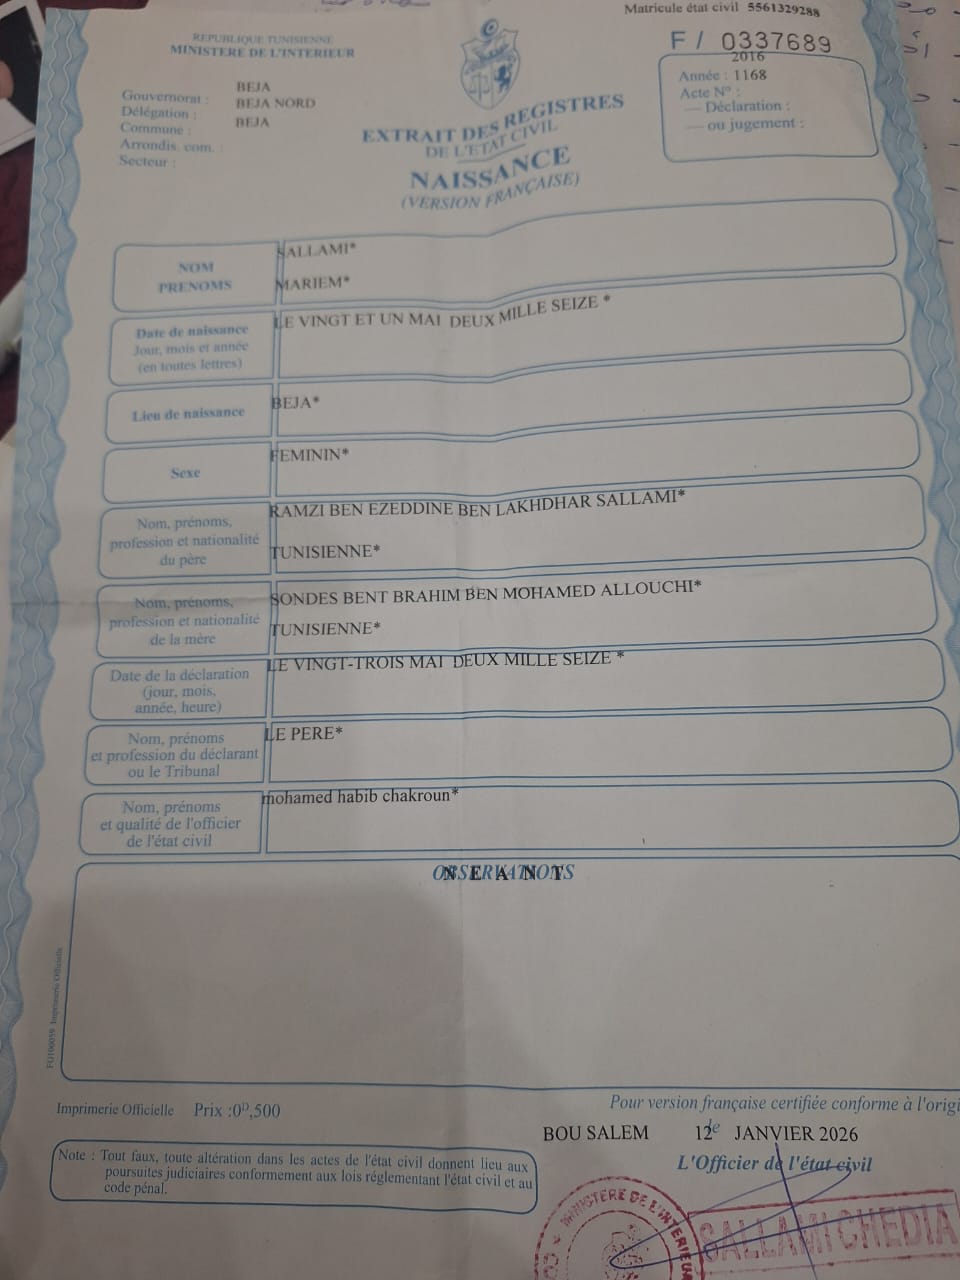 Matricule état civil 5561329288
REPUBLIQUE TUNISIENNE
MINISTERE DE L'INTERIEUR
F / 0337689
Gouvernorat : BEJA
Délégation : BEJA NORD
Commune : BEJA
Arrondis. com. :
Secteur :
2016
Année : 1168
Acte N° :
— Déclaration :
— ou jugement :
EXTRAIT DES REGISTRES
DE L'ETAT CIVIL
NAISSANCE
(VERSION FRANÇAISE)
NOM
PRENOMS
SALLAMI*
MARIEM*
Date de naissance
Jour, mois et année
(en toutes lettres)
LE VINGT ET UN MAI DEUX MILLE SEIZE *
Lieu de naissance
BEJA*
Sexe
FEMININ*
Nom, prénoms,
profession et nationalité
du père
RAMZI BEN EZEDDINE BEN LAKHDHAR SALLAMI*
TUNISIENNE*
Nom, prénoms,
profession et nationalité
de la mère
SONDES BENT BRAHIM BEN MOHAMED ALLOUCHI*
TUNISIENNE*
Date de la déclaration
(jour, mois,
année, heure)
LE VINGT-TROIS MAI DEUX MILLE SEIZE *
Nom, prénoms
et profession du déclarant
ou le Tribunal
LE PERE*
Nom, prénoms
et qualité de l'officier
de l'état civil
mohamed habib chakroun*
OBSERVATIONS
N E A N T
FO100059 Imprimerie Officielle
Imprimerie Officielle Prix :0ᴰ,500
Pour version française certifiée conforme à l'origi
BOU SALEM 12 JANVIER 2026
L'Officier de l'état civil
Note : Tout faux, toute altération dans les actes de l'état civil donnent lieu aux
poursuites judiciaires conformement aux lois réglementant l'état civil et au
code pénal.
MINISTERE DE L'INTERIEUR
SALLAMI CHEDIA